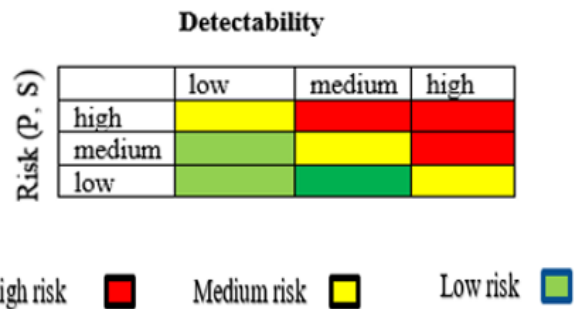 Detectability
low medium high
Risk (P, S)
high
medium
low
igh risk Medium risk Low risk